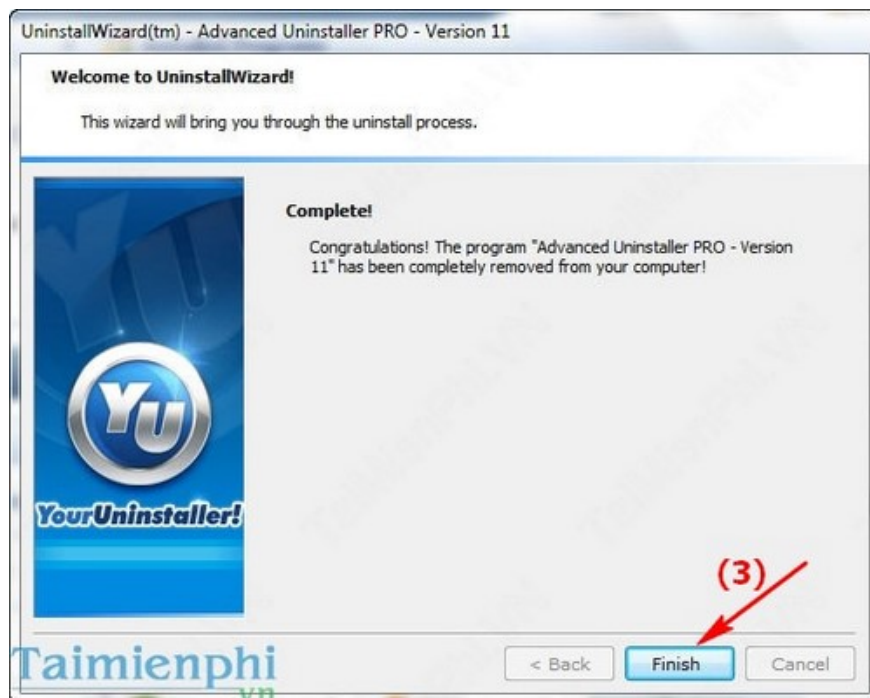 UninstallWizard(tm) - Advanced Uninstaller PRO - Version 11
Welcome to UninstallWizard!
This wizard will bring you through the uninstall process.
Complete!
Congratulations! The program "Advanced Uninstaller PRO - Version
11" has been completely removed from your computer!
YU
YourUninstaller!
(3)
< Back
Finish
Cancel
Taimienphi
.vn